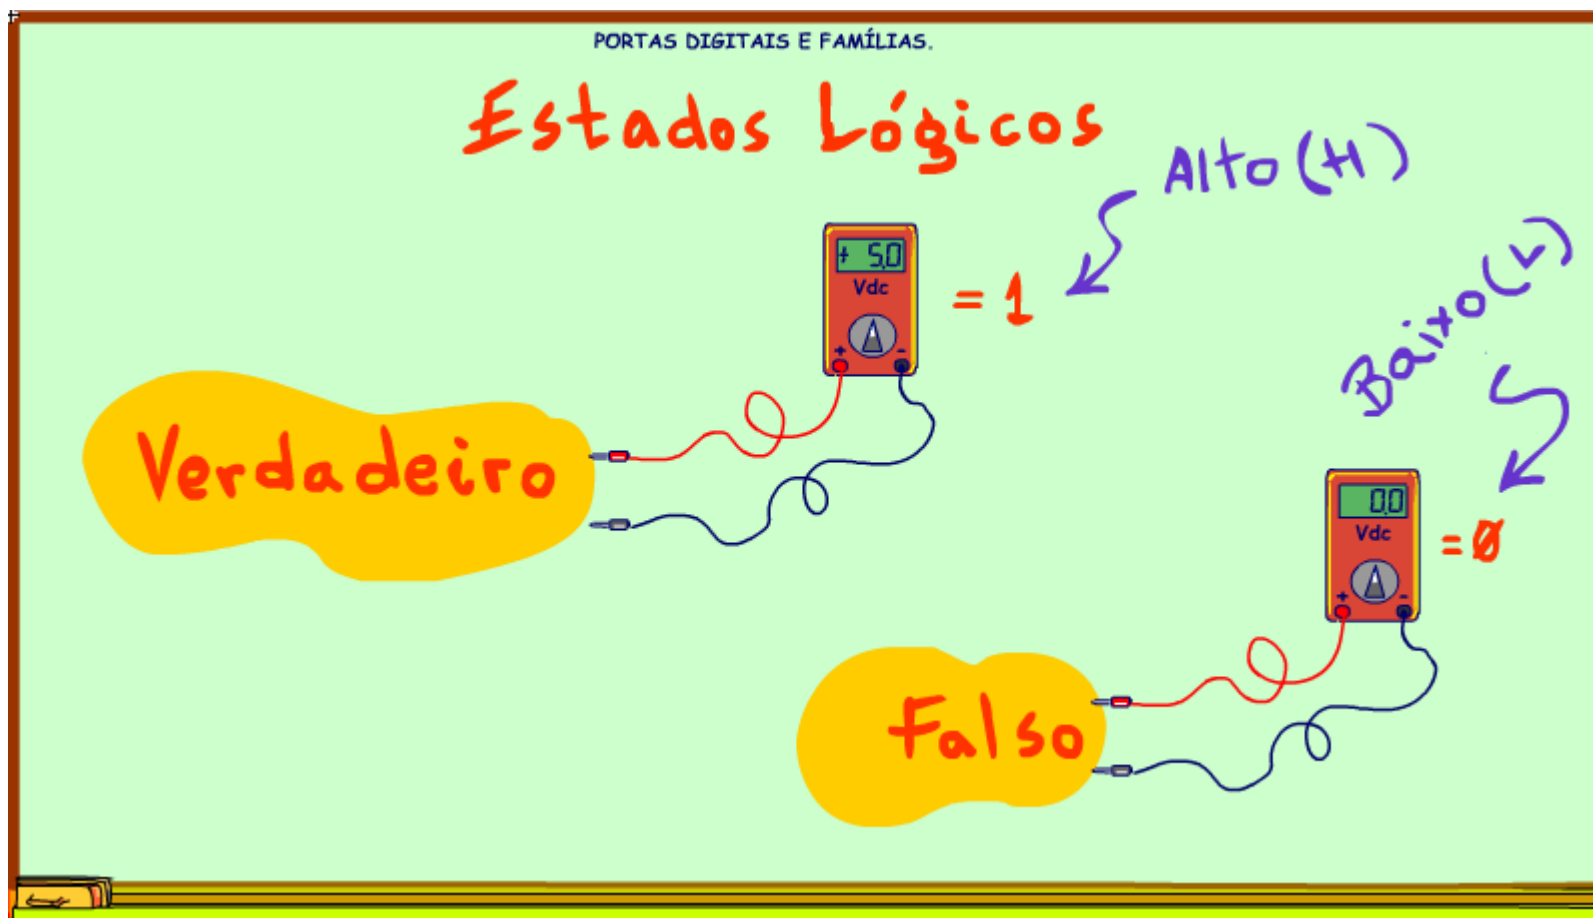 PORTAS DIGITAIS E FAMÍLIAS.
Estados Lógicos
Alto (H)
+ 5.0
Vdc
+ -
= 1
Baixo (L)
Verdadeiro
0.0
Vdc
+ -
= 0
Falso